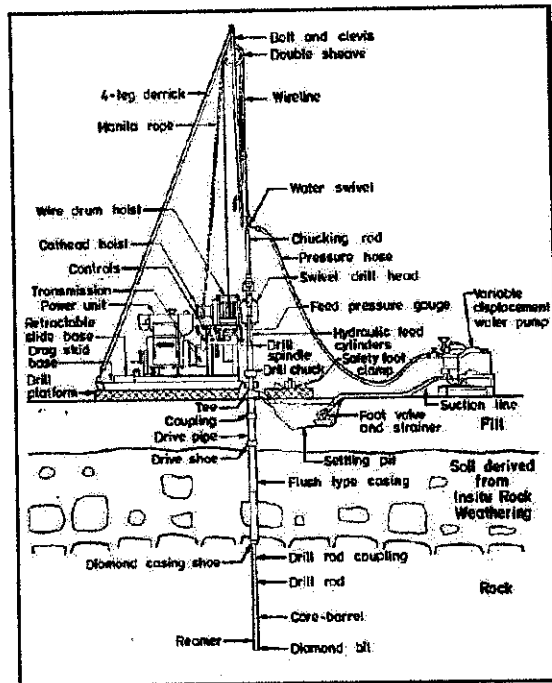 Bolt and clevis
Double sheave
4-leg derrick
Wireline
Manila rope
Water swivel
Wire drum hoist
Chucking rod
Cathead hoist
Pressure hose
Controls
Swivel drill head
Transmission
Power unit
Feed pressure gauge
Variable
displacement
water pump
Retractable
slide base
Hydraulic feed
cylinders
Drag skid
base
Drill
spindle
Safety foot
clamp
Drill
platform
Drill chuck
Tee
Suction line
Coupling
Foot valve
and strainer
Fill
Drive pipe
Drive shoe
Settling pit
Flush type casing
Soil derived
from
Insite Rock
Weathering
Diamond casing shoe
Drill rod coupling
Drill rod
Rock
Core-barrel
Reamer
Diamond bit